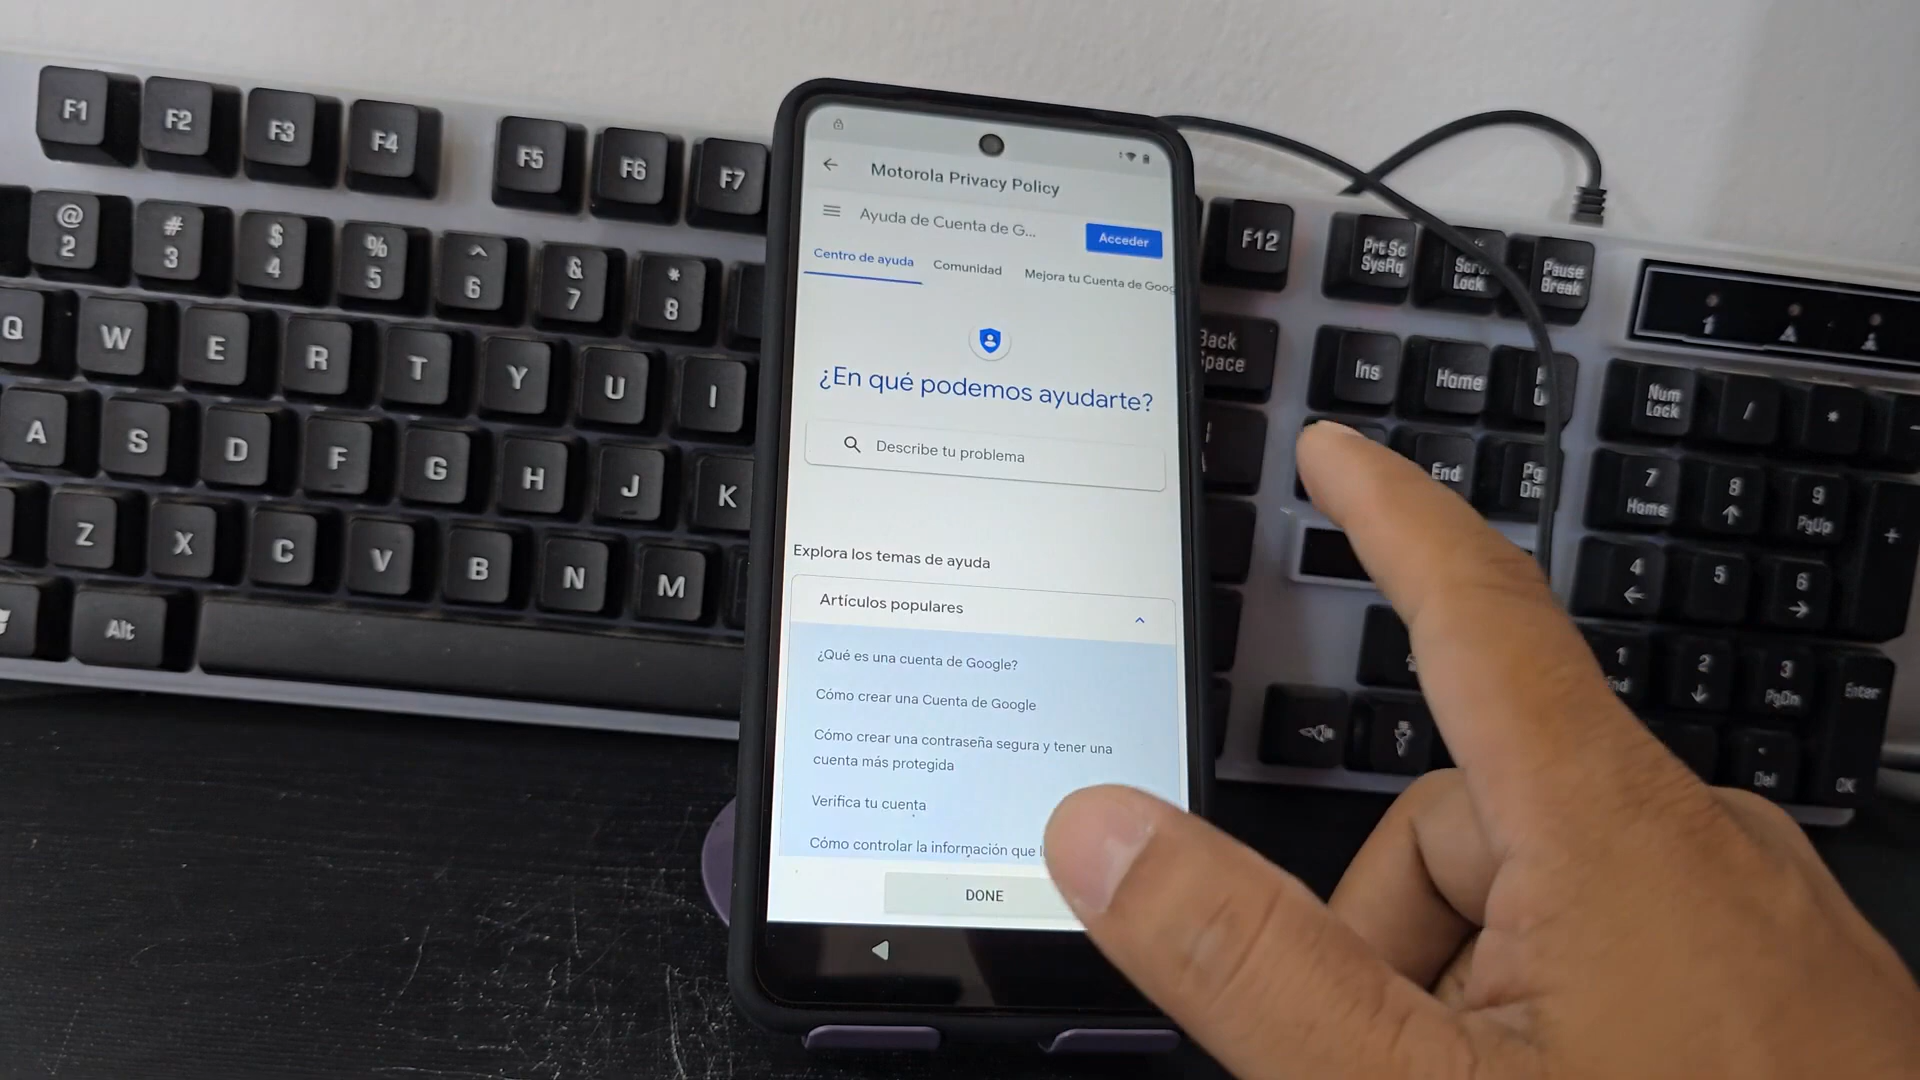 Motorola Privacy Policy
Ayuda de Cuenta de G...
Acceder
Centro de ayuda
Comunidad
Mejora tu Cuenta de Goog
¿En qué podemos ayudarte?
Describe tu problema
Explora los temas de ayuda
Artículos populares
¿Qué es una cuenta de Google?
Cómo crear una Cuenta de Google
Cómo crear una contraseña segura y tener una
cuenta más protegida
Verifica tu cuenta
Cómo controlar la información que
DONE
F1 F2 F3 F4 F5 F6 F7
@ # $ % ^ & *
2 3 4 5 6 7 8
Q W E R T Y U I
A S D F G H J K
Z X C V B N M
Alt
F12
Prt Sc
SysRq
Lock
Pause
Break
Back
Space
Ins
Home
End
Pg
Dn
Num
Lock
/
*
7
Home
8
↑
9
PgUp
+
4
←
5
6
→
1
2
↓
3
PgDn
Enter
Del
OK